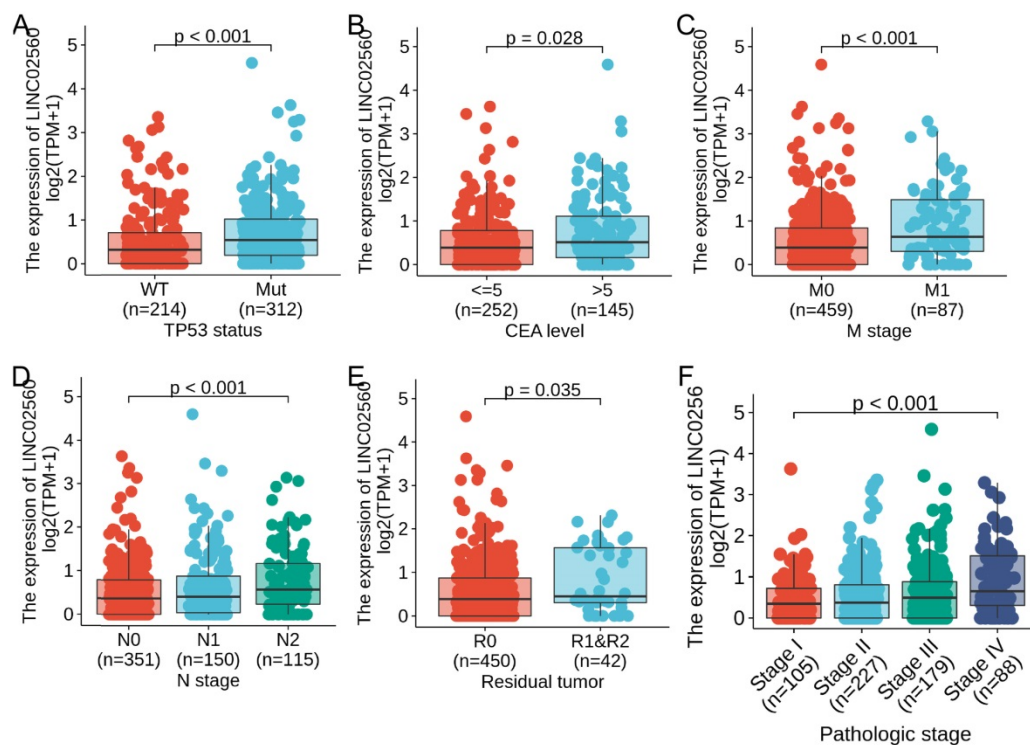 A
The expression of LINC02560
log2(TPM+1)
p < 0.001
5
4
3
2
1
0
WT
(n=214)
Mut
(n=312)
TP53 status
B
The expression of LINC02560
log2(TPM+1)
p = 0.028
5
4
3
2
1
0
<=5
(n=252)
>5
(n=145)
CEA level
C
The expression of LINC02560
log2(TPM+1)
p < 0.001
5
4
3
2
1
0
M0
(n=459)
M1
(n=87)
M stage
D
The expression of LINC02560
log2(TPM+1)
p < 0.001
5
4
3
2
1
0
N0
(n=351)
N1
(n=150)
N2
(n=115)
N stage
E
The expression of LINC02560
log2(TPM+1)
p = 0.035
5
4
3
2
1
0
R0
(n=450)
R1&R2
(n=42)
Residual tumor
F
The expression of LINC0256
log2(TPM+1)
p < 0.001
5
4
3
2
1
0
Stage I
(n=105)
Stage II
(n=227)
Stage III
(n=179)
Stage IV
(n=88)
Pathologic stage